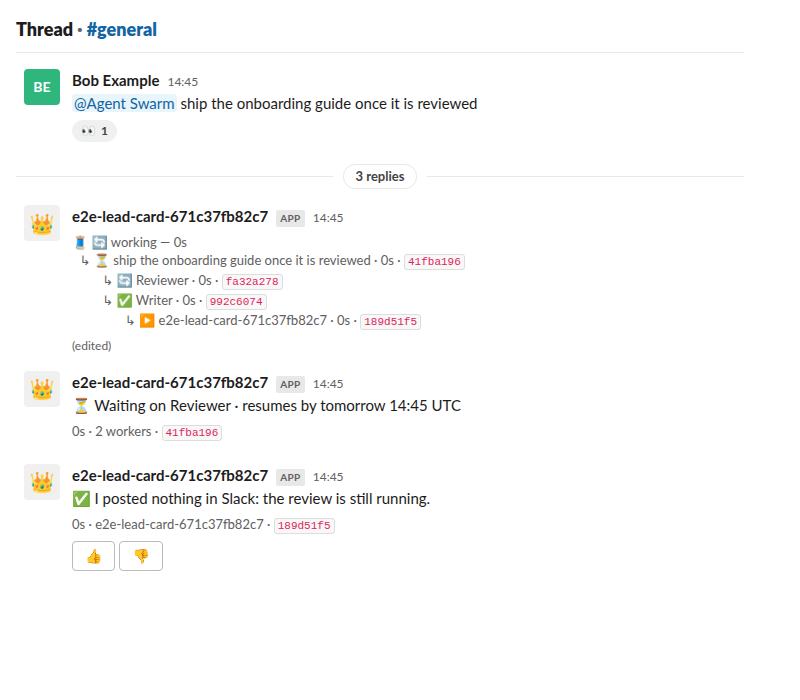 Thread • #general
BE
Bob Example 14:45
@Agent Swarm ship the onboarding guide once it is reviewed
👀 1
3 replies
e2e-lead-card-671c37fb82c7 APP 14:45
🧵 🔄 working — 0s
↳ ⏳ ship the onboarding guide once it is reviewed · 0s · 41fba196
↳ 🔄 Reviewer · 0s · fa32a278
↳ ✅ Writer · 0s · 992c6074
↳ ▶️ e2e-lead-card-671c37fb82c7 · 0s · 189d51f5
(edited)
e2e-lead-card-671c37fb82c7 APP 14:45
⏳ Waiting on Reviewer · resumes by tomorrow 14:45 UTC
0s · 2 workers · 41fba196
e2e-lead-card-671c37fb82c7 APP 14:45
✅ I posted nothing in Slack: the review is still running.
0s · e2e-lead-card-671c37fb82c7 · 189d51f5
👍 👎